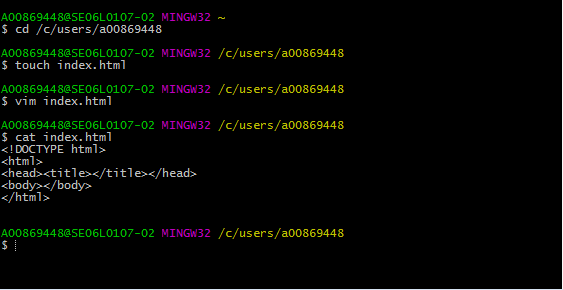 A00869448@SE06L0107-02 MINGW32 ~
$ cd /c/users/a00869448
A00869448@SE06L0107-02 MINGW32 /c/users/a00869448
$ touch index.html
A00869448@SE06L0107-02 MINGW32 /c/users/a00869448
$ vim index.html
A00869448@SE06L0107-02 MINGW32 /c/users/a00869448
$ cat index.html
<!DOCTYPE html>
<html>
<head><title></title></head>
<body></body>
</html>
A00869448@SE06L0107-02 MINGW32 /c/users/a00869448
$